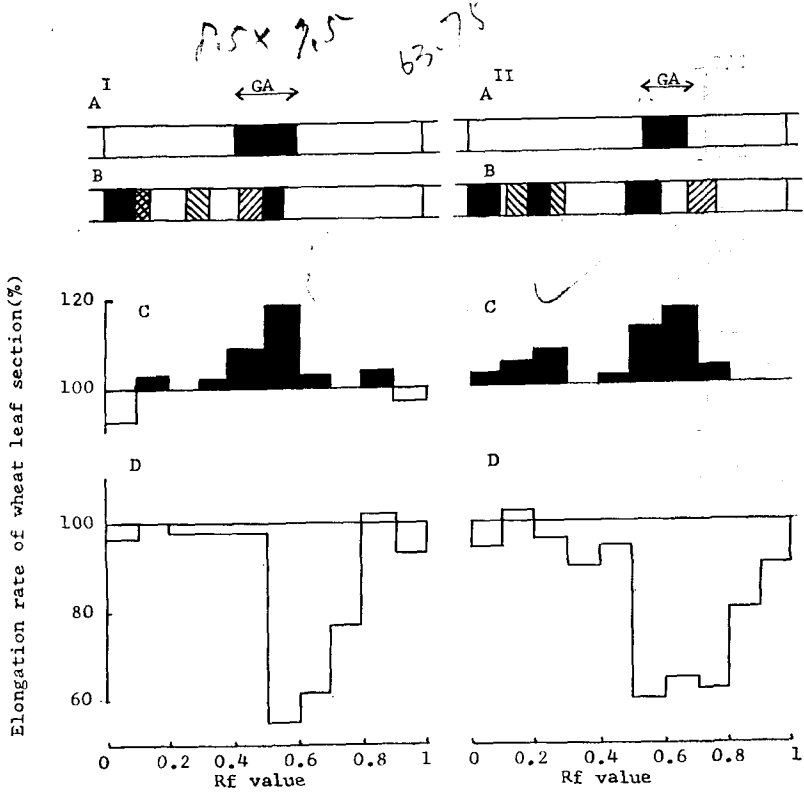 63.75
I
GA
A
B
II
GA
A
B
Elongation rate of wheat leaf section(%)
120
100
C
C
D
D
100
80
60
0 0.2 0.4 0.6 0.8 1
Rf value
0 0.2 0.4 0.6 0.8 1
Rf value